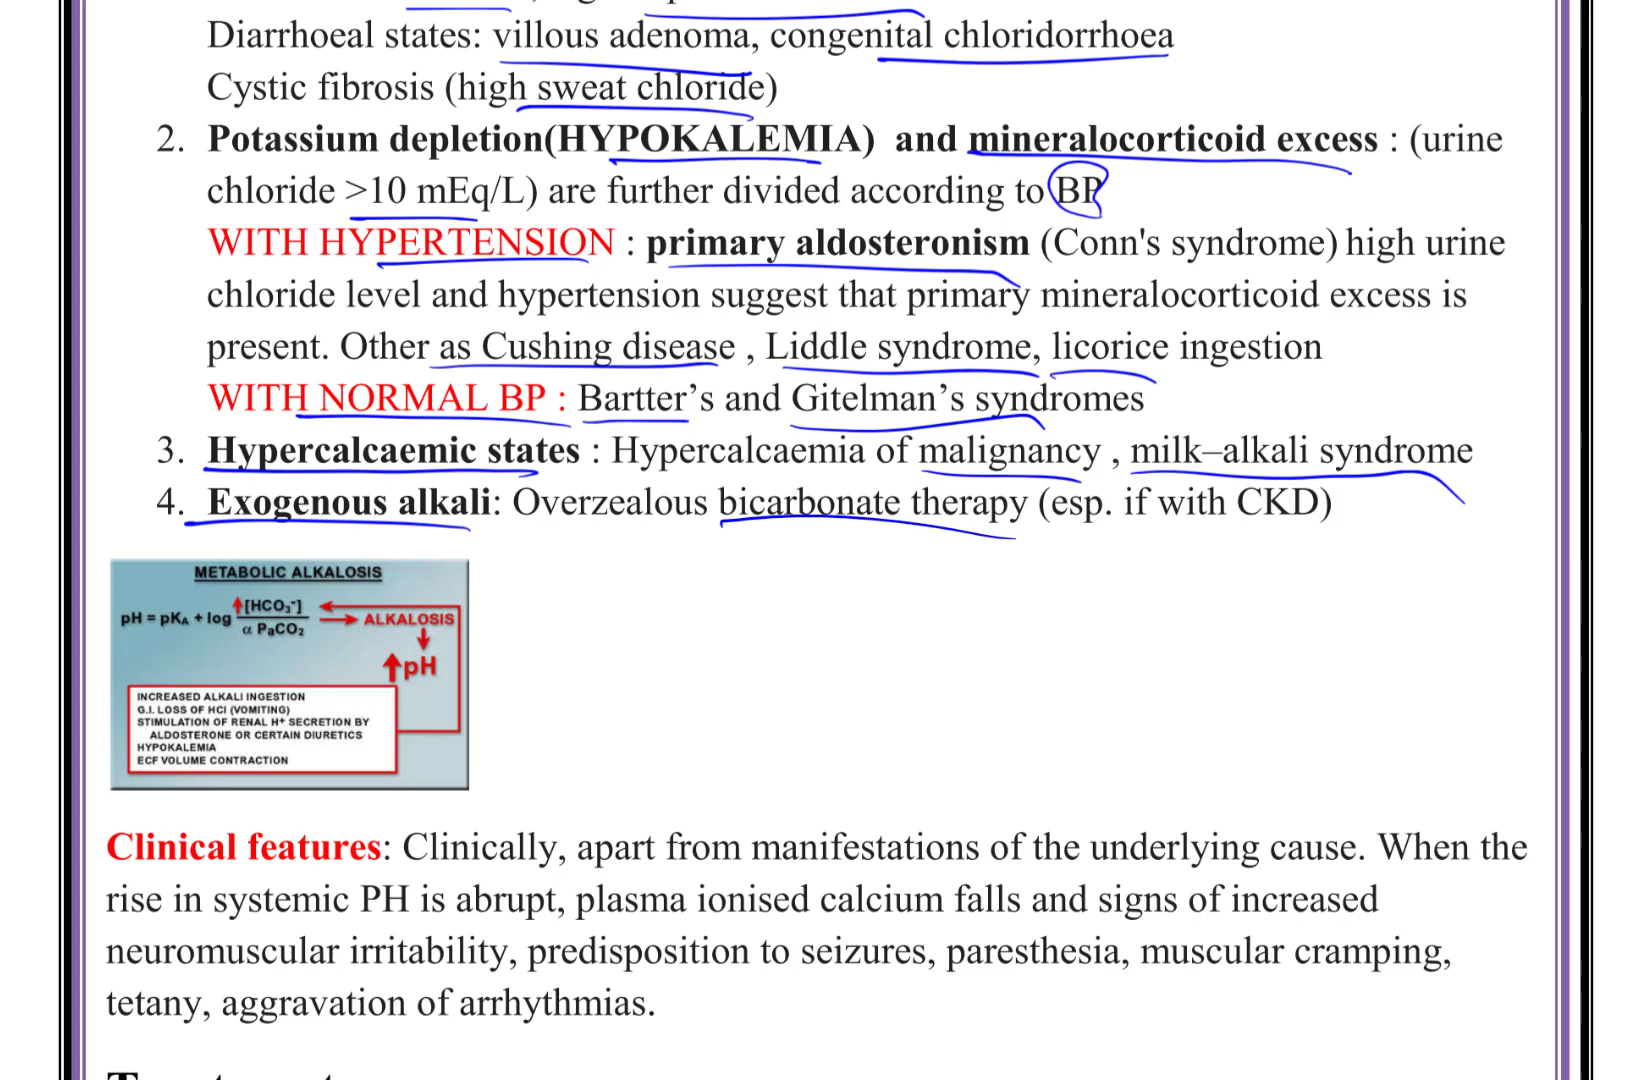 Diarrhoeal states: villous adenoma, congenital chloridorrhoea
Cystic fibrosis (high sweat chloride)
2. Potassium depletion(HYPOKALEMIA) and mineralocorticoid excess : (urine
chloride >10 mEq/L) are further divided according to BP
WITH HYPERTENSION : primary aldosteronism (Conn's syndrome) high urine
chloride level and hypertension suggest that primary mineralocorticoid excess is
present. Other as Cushing disease , Liddle syndrome, licorice ingestion
WITH NORMAL BP : Bartter’s and Gitelman’s syndromes
3. Hypercalcaemic states : Hypercalcaemia of malignancy , milk–alkali syndrome
4. Exogenous alkali: Overzealous bicarbonate therapy (esp. if with CKD)
METABOLIC ALKALOSIS
pH = pKA + log ↑[HCO3-] / α PaCO2
ALKALOSIS
↑pH
INCREASED ALKALI INGESTION
G.I. LOSS OF HCl (VOMITING)
STIMULATION OF RENAL H+ SECRETION BY
ALDOSTERONE OR CERTAIN DIURETICS
HYPOKALEMIA
ECF VOLUME CONTRACTION
Clinical features: Clinically, apart from manifestations of the underlying cause. When the
rise in systemic PH is abrupt, plasma ionised calcium falls and signs of increased
neuromuscular irritability, predisposition to seizures, paresthesia, muscular cramping,
tetany, aggravation of arrhythmias.